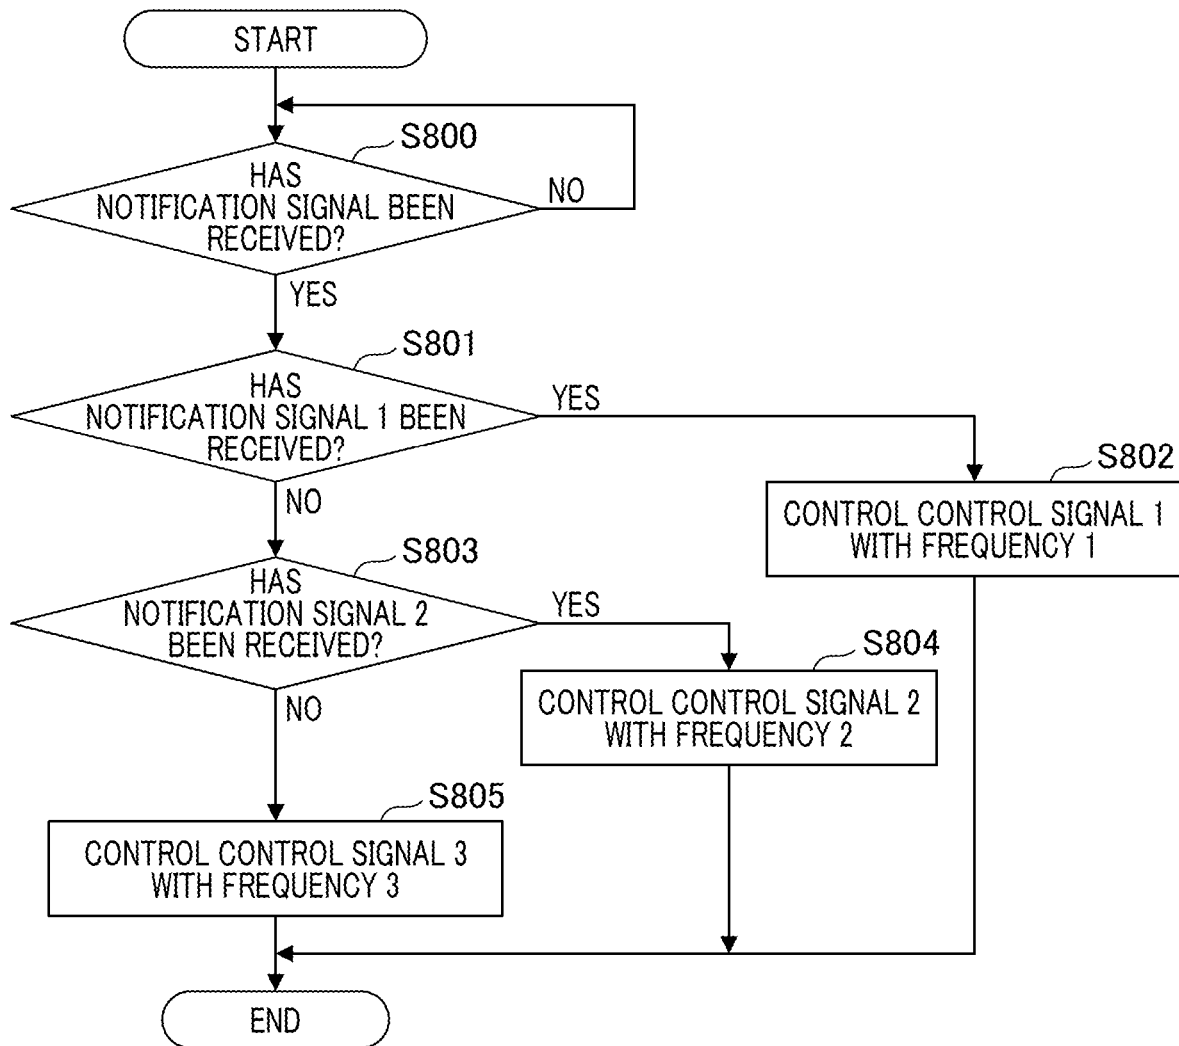 START
S800
HAS
NOTIFICATION SIGNAL BEEN
RECEIVED?
NO
YES
S801
HAS
NOTIFICATION SIGNAL 1 BEEN
RECEIVED?
YES
NO
S802
CONTROL CONTROL SIGNAL 1
WITH FREQUENCY 1
S803
HAS
NOTIFICATION SIGNAL 2
BEEN RECEIVED?
YES
NO
S804
CONTROL CONTROL SIGNAL 2
WITH FREQUENCY 2
S805
CONTROL CONTROL SIGNAL 3
WITH FREQUENCY 3
END